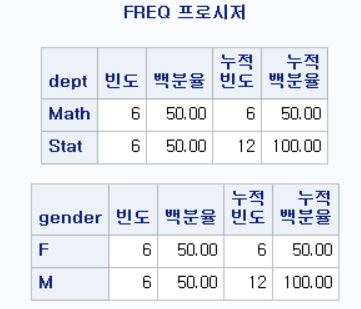 FREQ 프로시저
dept 빈도 백분율 누적 빈도 누적 백분율
Math 6 50.00 6 50.00
Stat 6 50.00 12 100.00
gender 빈도 백분율 누적 빈도 누적 백분율
F 6 50.00 6 50.00
M 6 50.00 12 100.00